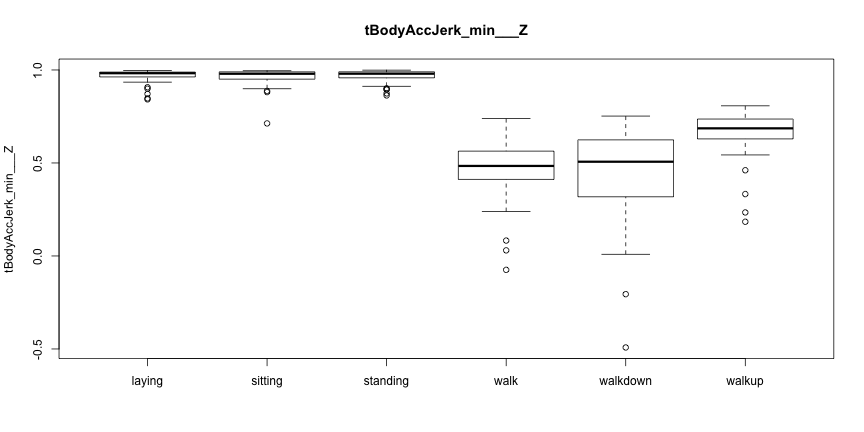 tBodyAccJerk_min___Z
tBodyAccJerk_min___Z
1.0
0.5
0.0
-0.5
laying sitting standing walk walkdown walkup